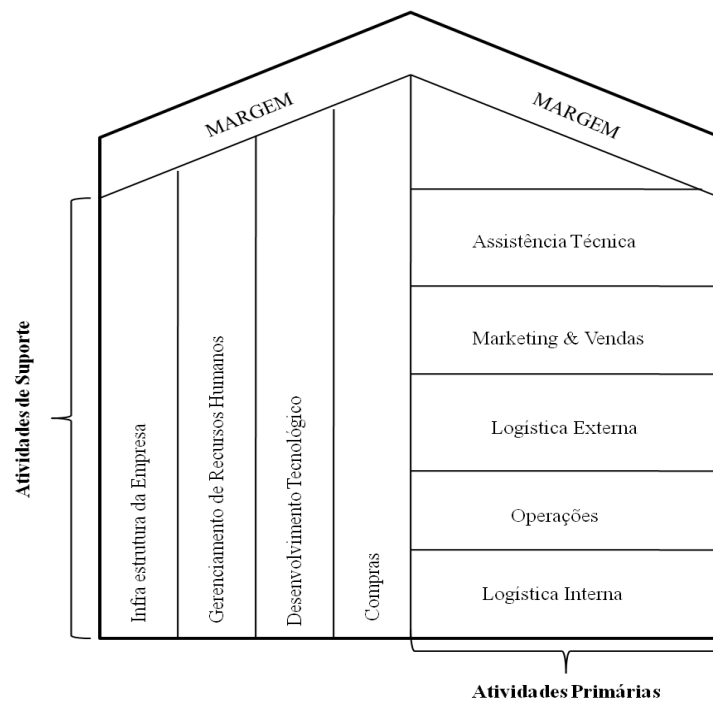 MARGEM
MARGEM
Atividades de Suporte
Infra estrutura da Empresa
Gerenciamento de Recursos Humanos
Desenvolvimento Tecnológico
Compras
Assistência Técnica
Marketing & Vendas
Logística Externa
Operações
Logística Interna
Atividades Primárias